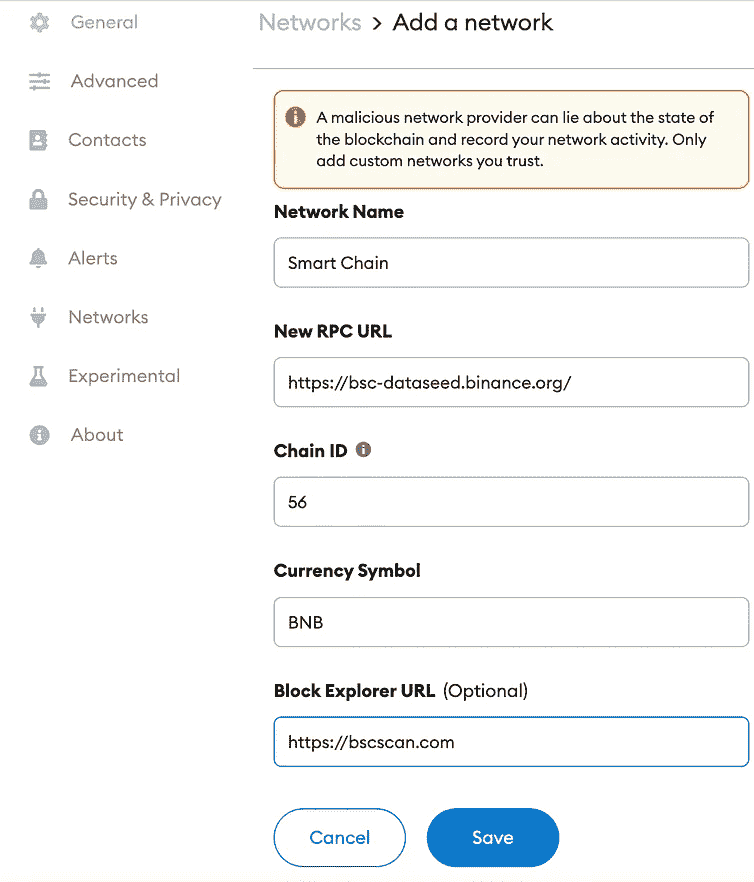 General
Advanced
Contacts
Security & Privacy
Alerts
Networks
Experimental
About
Networks > Add a network
A malicious network provider can lie about the state of
the blockchain and record your network activity. Only
add custom networks you trust.
Network Name
Smart Chain
New RPC URL
https://bsc-dataseed.binance.org/
Chain ID
56
Currency Symbol
BNB
Block Explorer URL (Optional)
https://bscscan.com
Cancel
Save